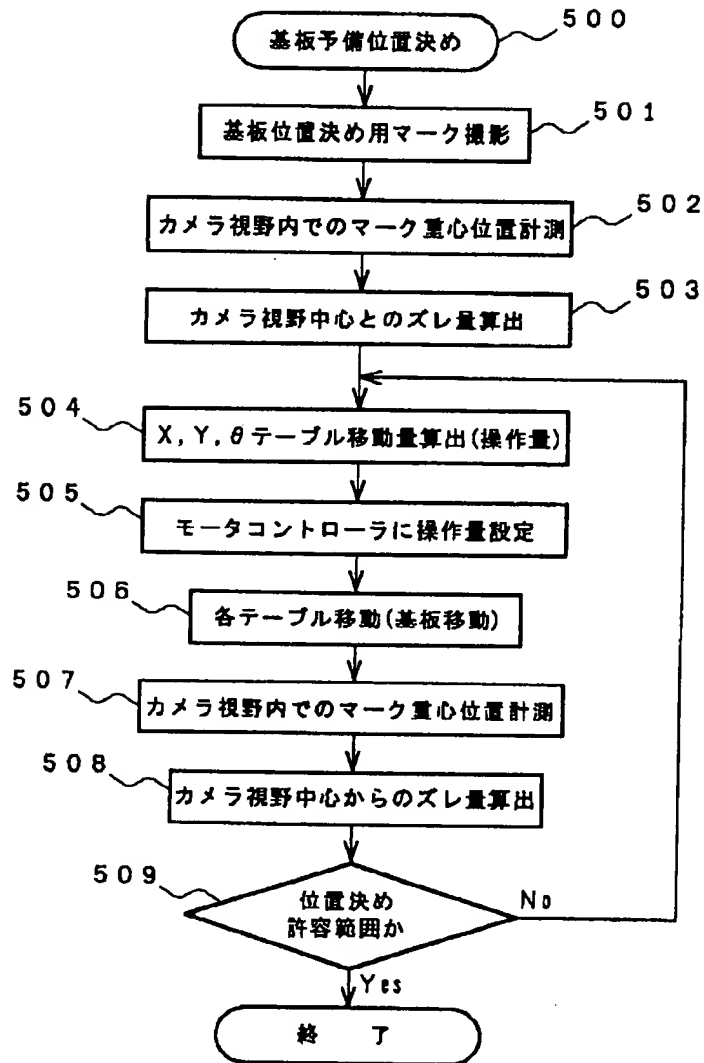 ５００
基板予備位置決め
５０１
基板位置決め用マーク撮影
５０２
カメラ視野内でのマーク重心位置計測
５０３
カメラ視野中心とのズレ量算出
５０４
X, Y, θテーブル移動量算出(操作量)
５０５
モータコントローラに操作量設定
５０６
各テーブル移動(基板移動)
５０７
カメラ視野内でのマーク重心位置計測
５０８
カメラ視野中心からのズレ量算出
５０９
位置決め
許容範囲か
No
Yes
終　　了